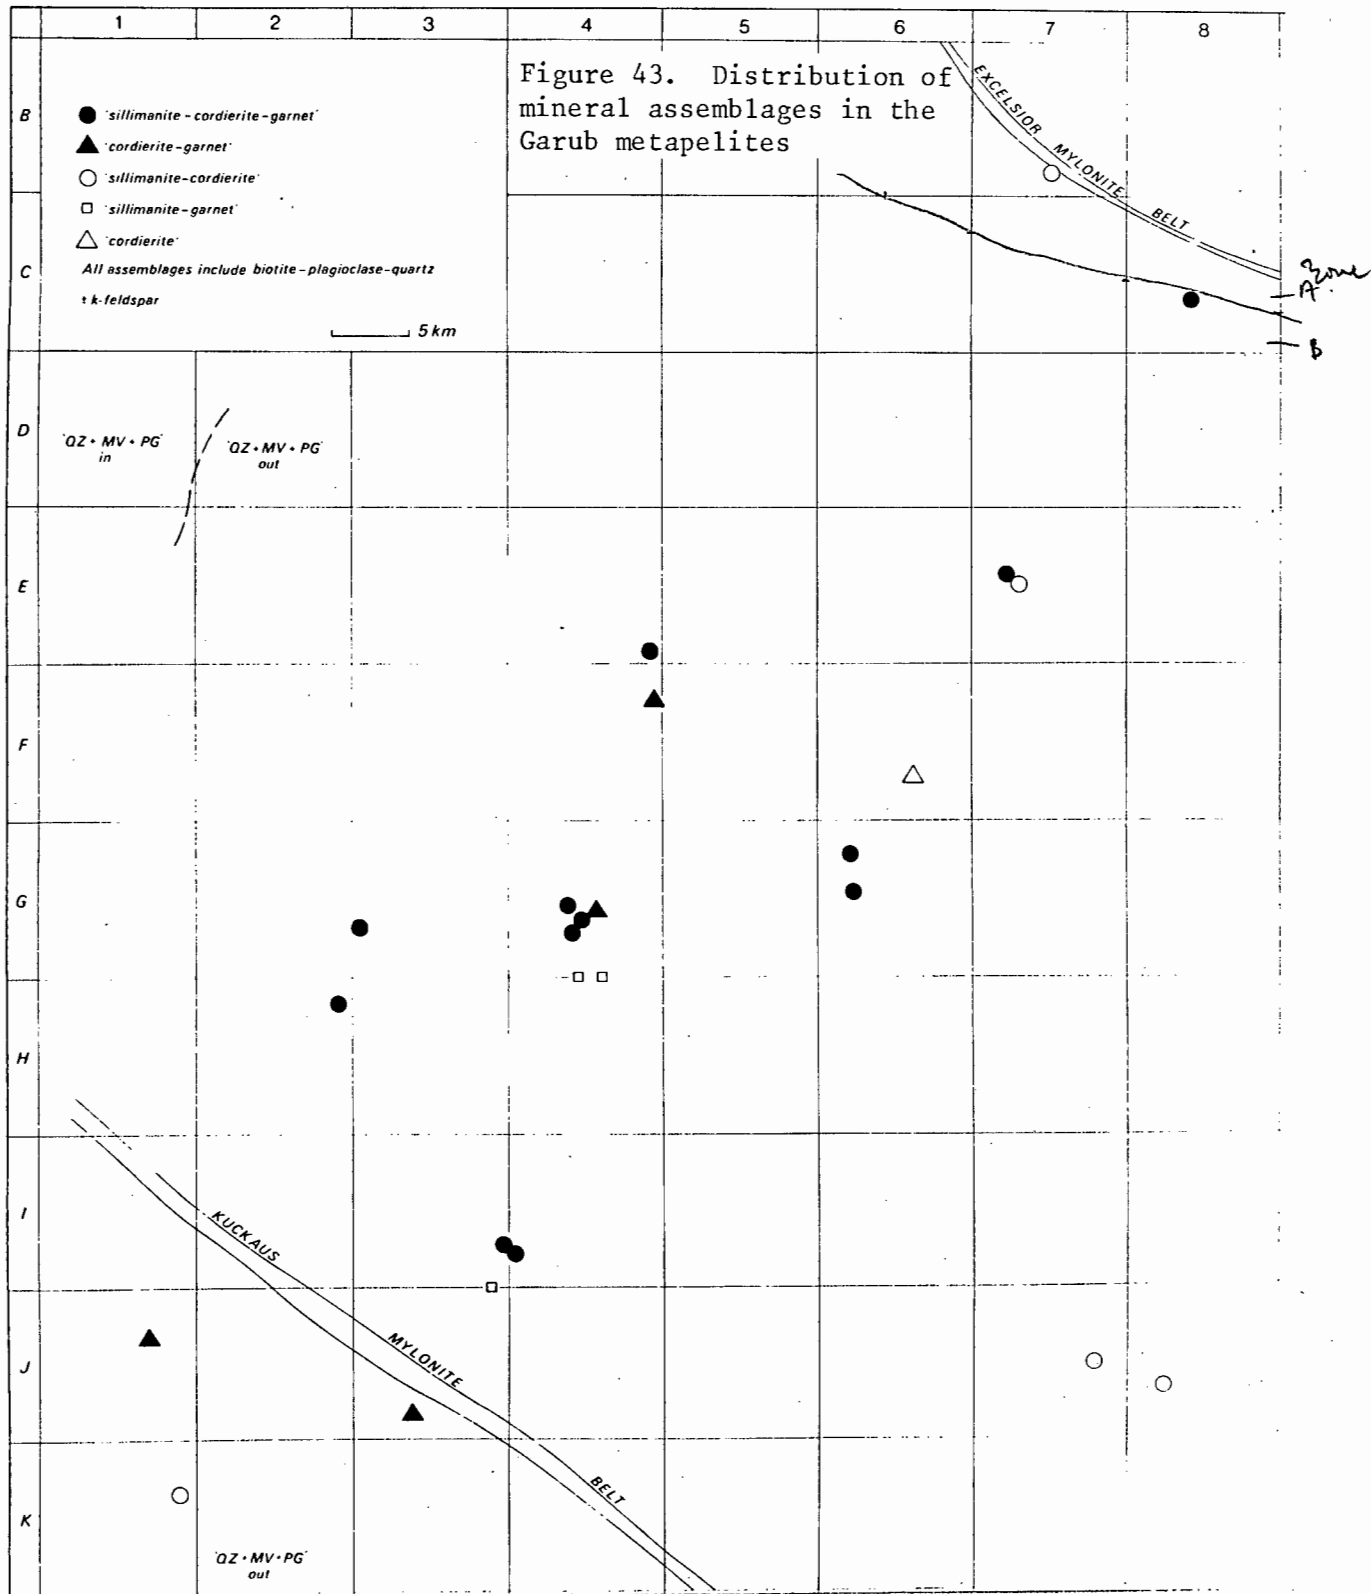 1 2 3 4 5 6 7 8
Figure 43. Distribution of
mineral assemblages in the
Garub metapelites
B
'sillimanite-cordierite-garnet'
'cordierite-garnet'
'sillimanite-cordierite'
'sillimanite-garnet'
'cordierite'
All assemblages include biotite-plagioclase-quartz
± k-feldspar
5 km
EXCELSIOR MYLONITE BELT
C
Zone
A
B
D
'QZ + MV + PG'
in
'QZ + MV + PG'
out
E
F
G
H
I
KUCKAUS MYLONITE BELT
J
K
'QZ + MV + PG'
out